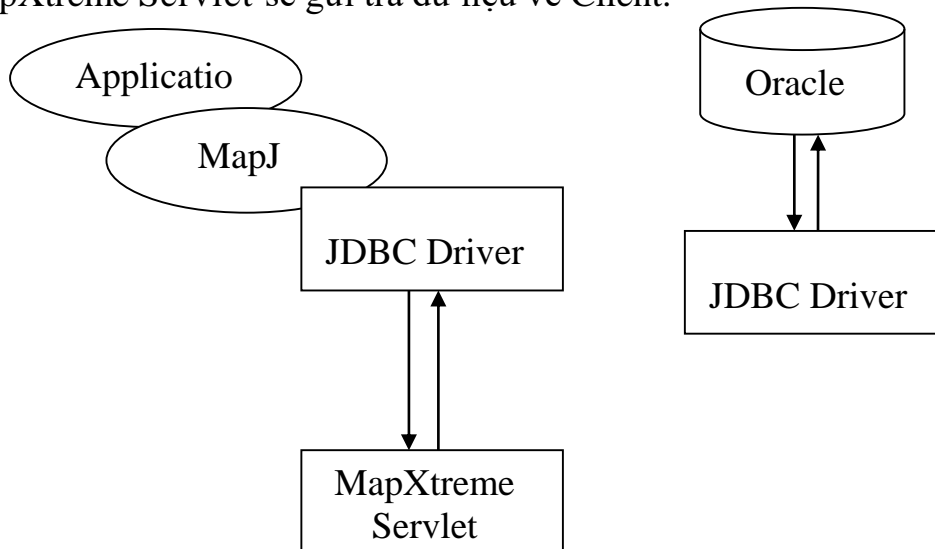 pXtreme Servlet sẽ gửi trả dữ liệu về Client.
Applicatio
Oracle
MapJ
JDBC Driver
JDBC Driver
MapXtreme
Servlet